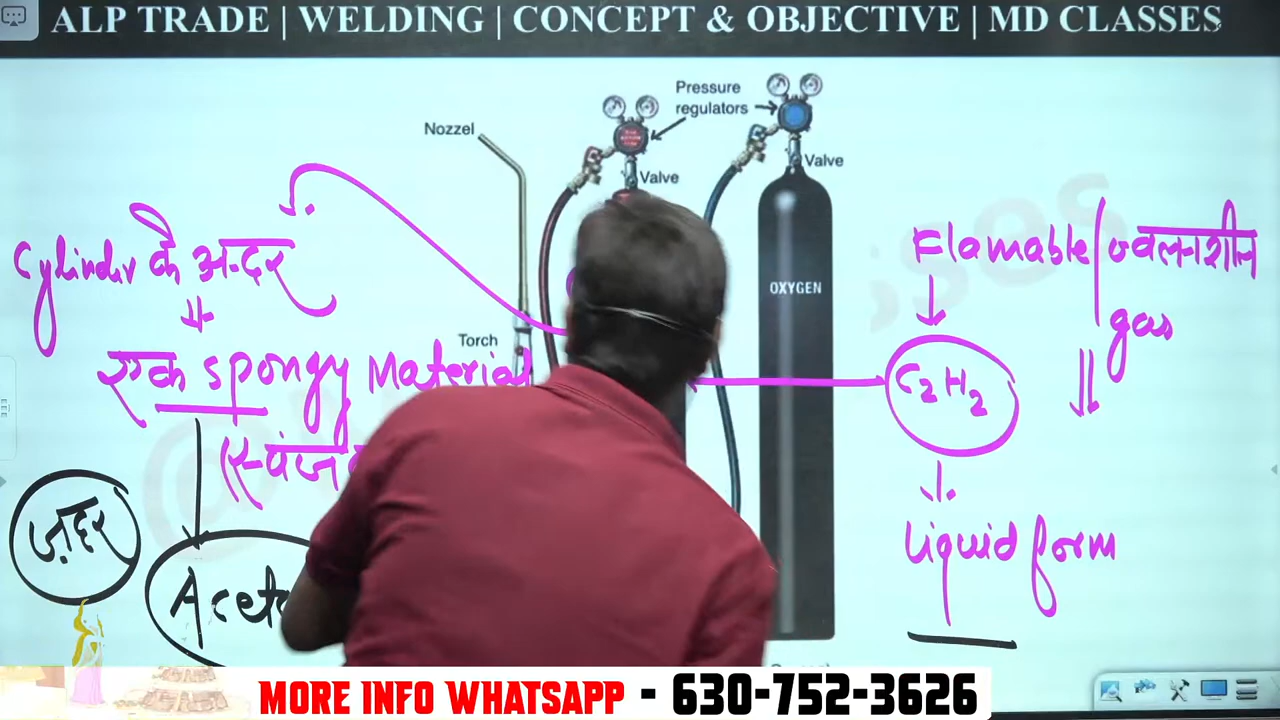 ALP TRADE | WELDING | CONCEPT & OBJECTIVE | MD CLASSES
Pressure
regulators
Nozzel
Valve
Valve
OXYGEN
Torch
Cylinder के अन्दर
एक spongy Material
(स्पंज
ज़हर
Aceto
Flamable/ज्वलनशील
gas
C2H2
Liquid form
MORE INFO WHATSAPP - 630-752-3626